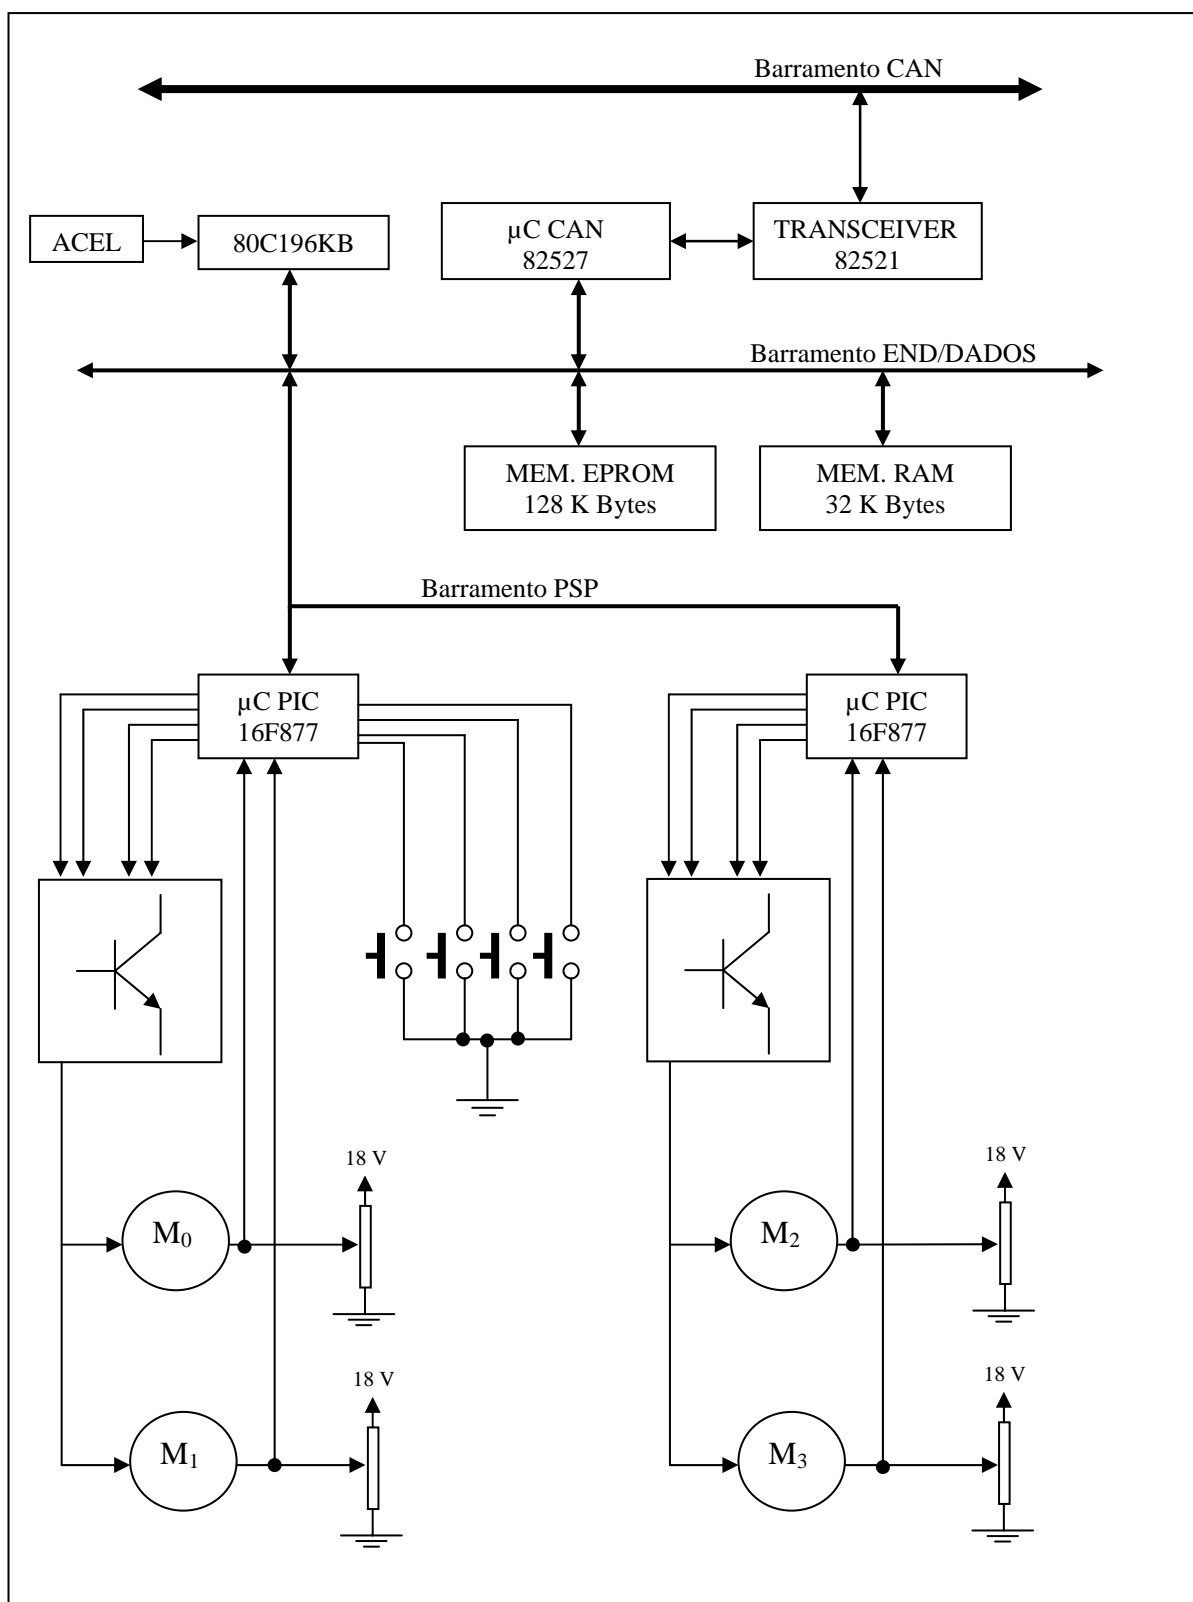 Barramento CAN
ACEL
80C196KB
µC CAN
82527
TRANSCEIVER
82521
Barramento END/DADOS
MEM. EPROM
128 K Bytes
MEM. RAM
32 K Bytes
Barramento PSP
µC PIC
16F877
µC PIC
16F877
18 V
M0
18 V
M2
18 V
M1
18 V
M3